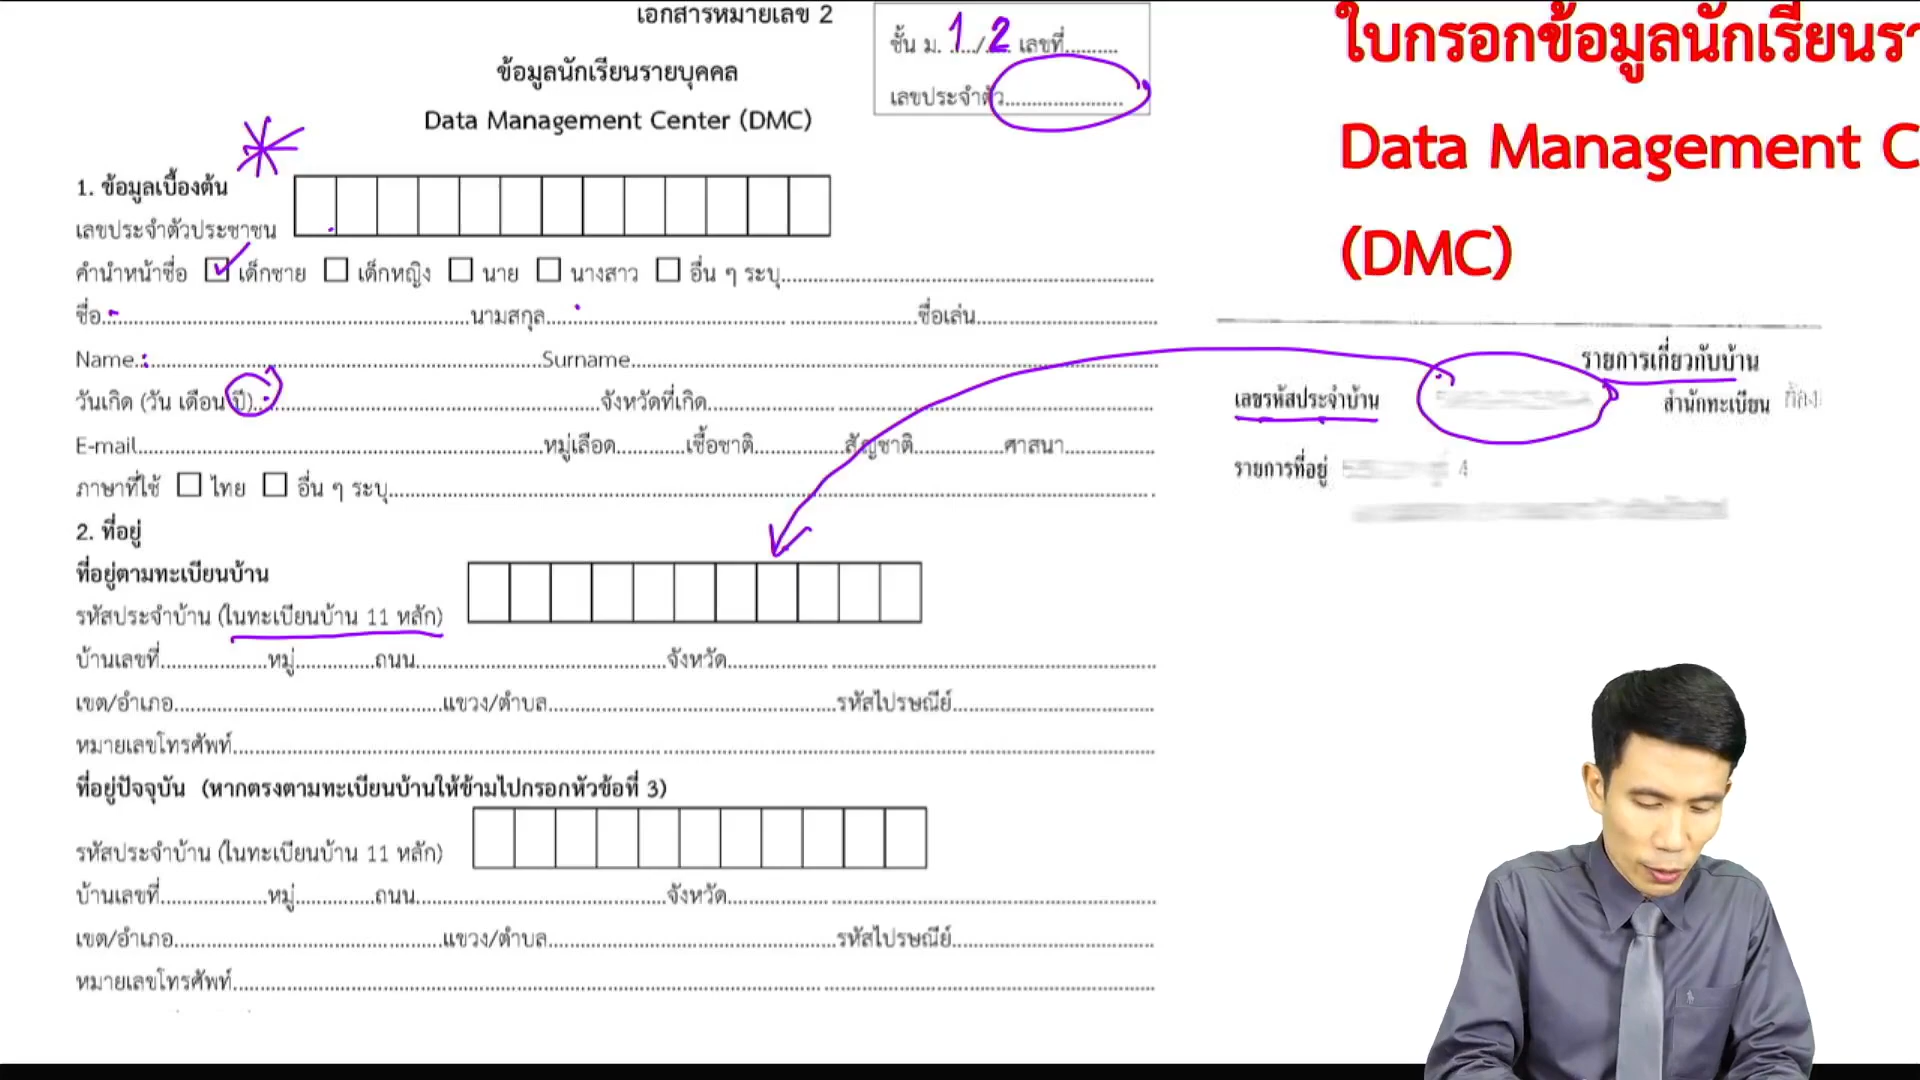 เอกสารหมายเลข 2
ชั้น ม. 1/2 เลขที่..........
เลขประจำตัว......................
ข้อมูลนักเรียนรายบุคคล
Data Management Center (DMC)
1. ข้อมูลเบื้องต้น
เลขประจำตัวประชาชน
คำนำหน้าชื่อ ☑ เด็กชาย ☐ เด็กหญิง ☐ นาย ☐ นางสาว ☐ อื่น ๆ ระบุ..........
ชื่อ..........นามสกุล..........ชื่อเล่น..........
Name..........Surname..........
วันเกิด (วัน เดือน ปี)..........จังหวัดที่เกิด..........
E-mail..........หมู่เลือด..........เชื้อชาติ..........สัญชาติ..........ศาสนา..........
ภาษาที่ใช้ ☐ ไทย ☐ อื่น ๆ ระบุ..........
2. ที่อยู่
ที่อยู่ตามทะเบียนบ้าน
รหัสประจำบ้าน (ในทะเบียนบ้าน 11 หลัก)
บ้านเลขที่..........หมู่..........ถนน..........จังหวัด..........
เขต/อำเภอ..........แขวง/ตำบล..........รหัสไปรษณีย์..........
หมายเลขโทรศัพท์..........
ที่อยู่ปัจจุบัน (หากตรงตามทะเบียนบ้านให้ข้ามไปกรอกหัวข้อที่ 3)
รหัสประจำบ้าน (ในทะเบียนบ้าน 11 หลัก)
บ้านเลขที่..........หมู่..........ถนน..........จังหวัด..........
เขต/อำเภอ..........แขวง/ตำบล..........รหัสไปรษณีย์..........
หมายเลขโทรศัพท์..........
ใบกรอกข้อมูลนักเรียนรา
Data Management C
(DMC)
รายการเกี่ยวกับบ้าน
เลขรหัสประจำบ้าน สำนักทะเบียน
รายการที่อยู่ 4